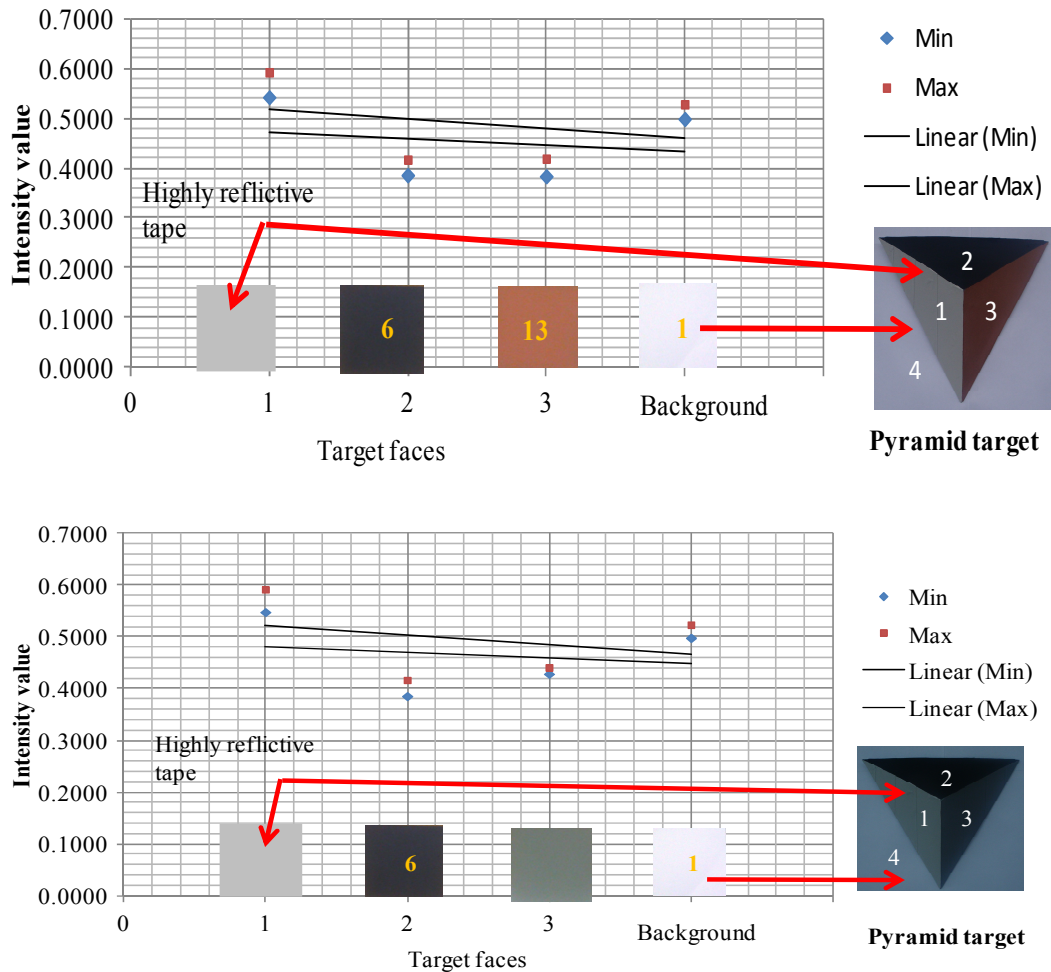 0.7000
0.6000
0.5000
0.4000
0.3000
0.2000
0.1000
0.0000
Intensity value
Highly reflictive
tape
6
13
1
0
1
2
3
Background
Target faces
Min
Max
Linear (Min)
Linear (Max)
2
1
3
4
Pyramid target
0.7000
0.6000
0.5000
0.4000
0.3000
0.2000
0.1000
0.0000
Intensity value
Highly reflictive
tape
6
1
0
1
2
3
Background
Target faces
Min
Max
Linear (Min)
Linear (Max)
2
1
3
4
Pyramid target